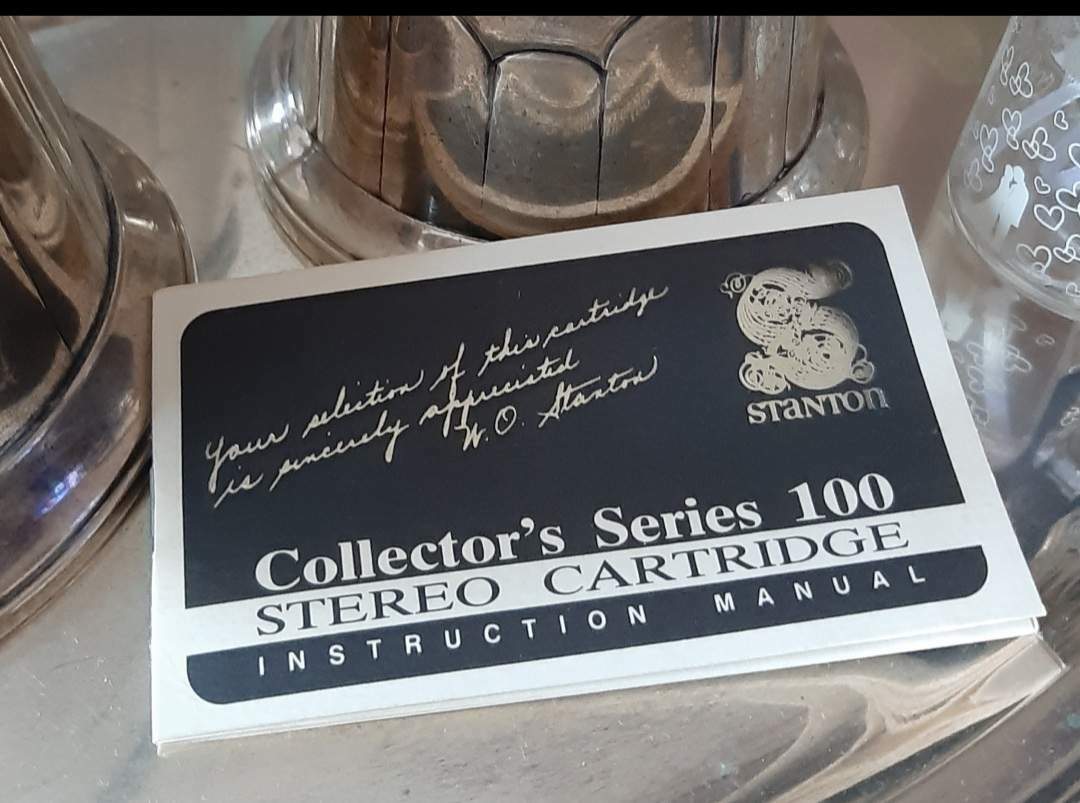 Your selection of this cartridge
is sincerely appreciated
W. O. Stanton
STANTON
Collector's Series 100
STEREO CARTRIDGE
INSTRUCTION MANUAL